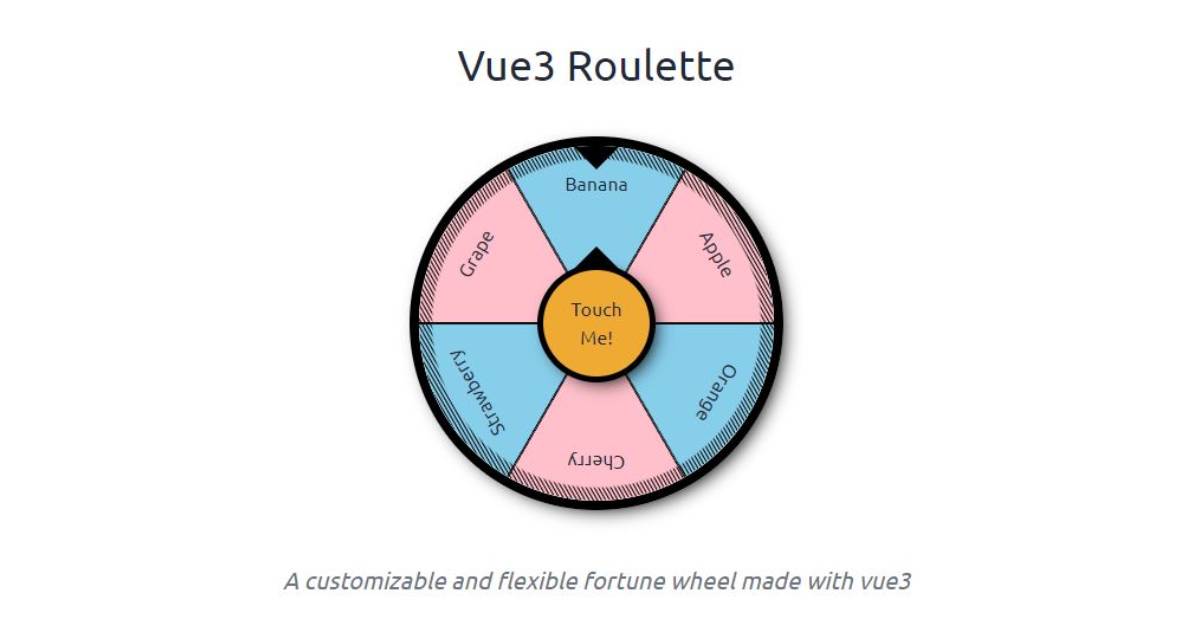 Vue3 Roulette
Banana
Apple
Orange
Cherry
Strawberry
Grape
Touch
Me!
A customizable and flexible fortune wheel made with vue3